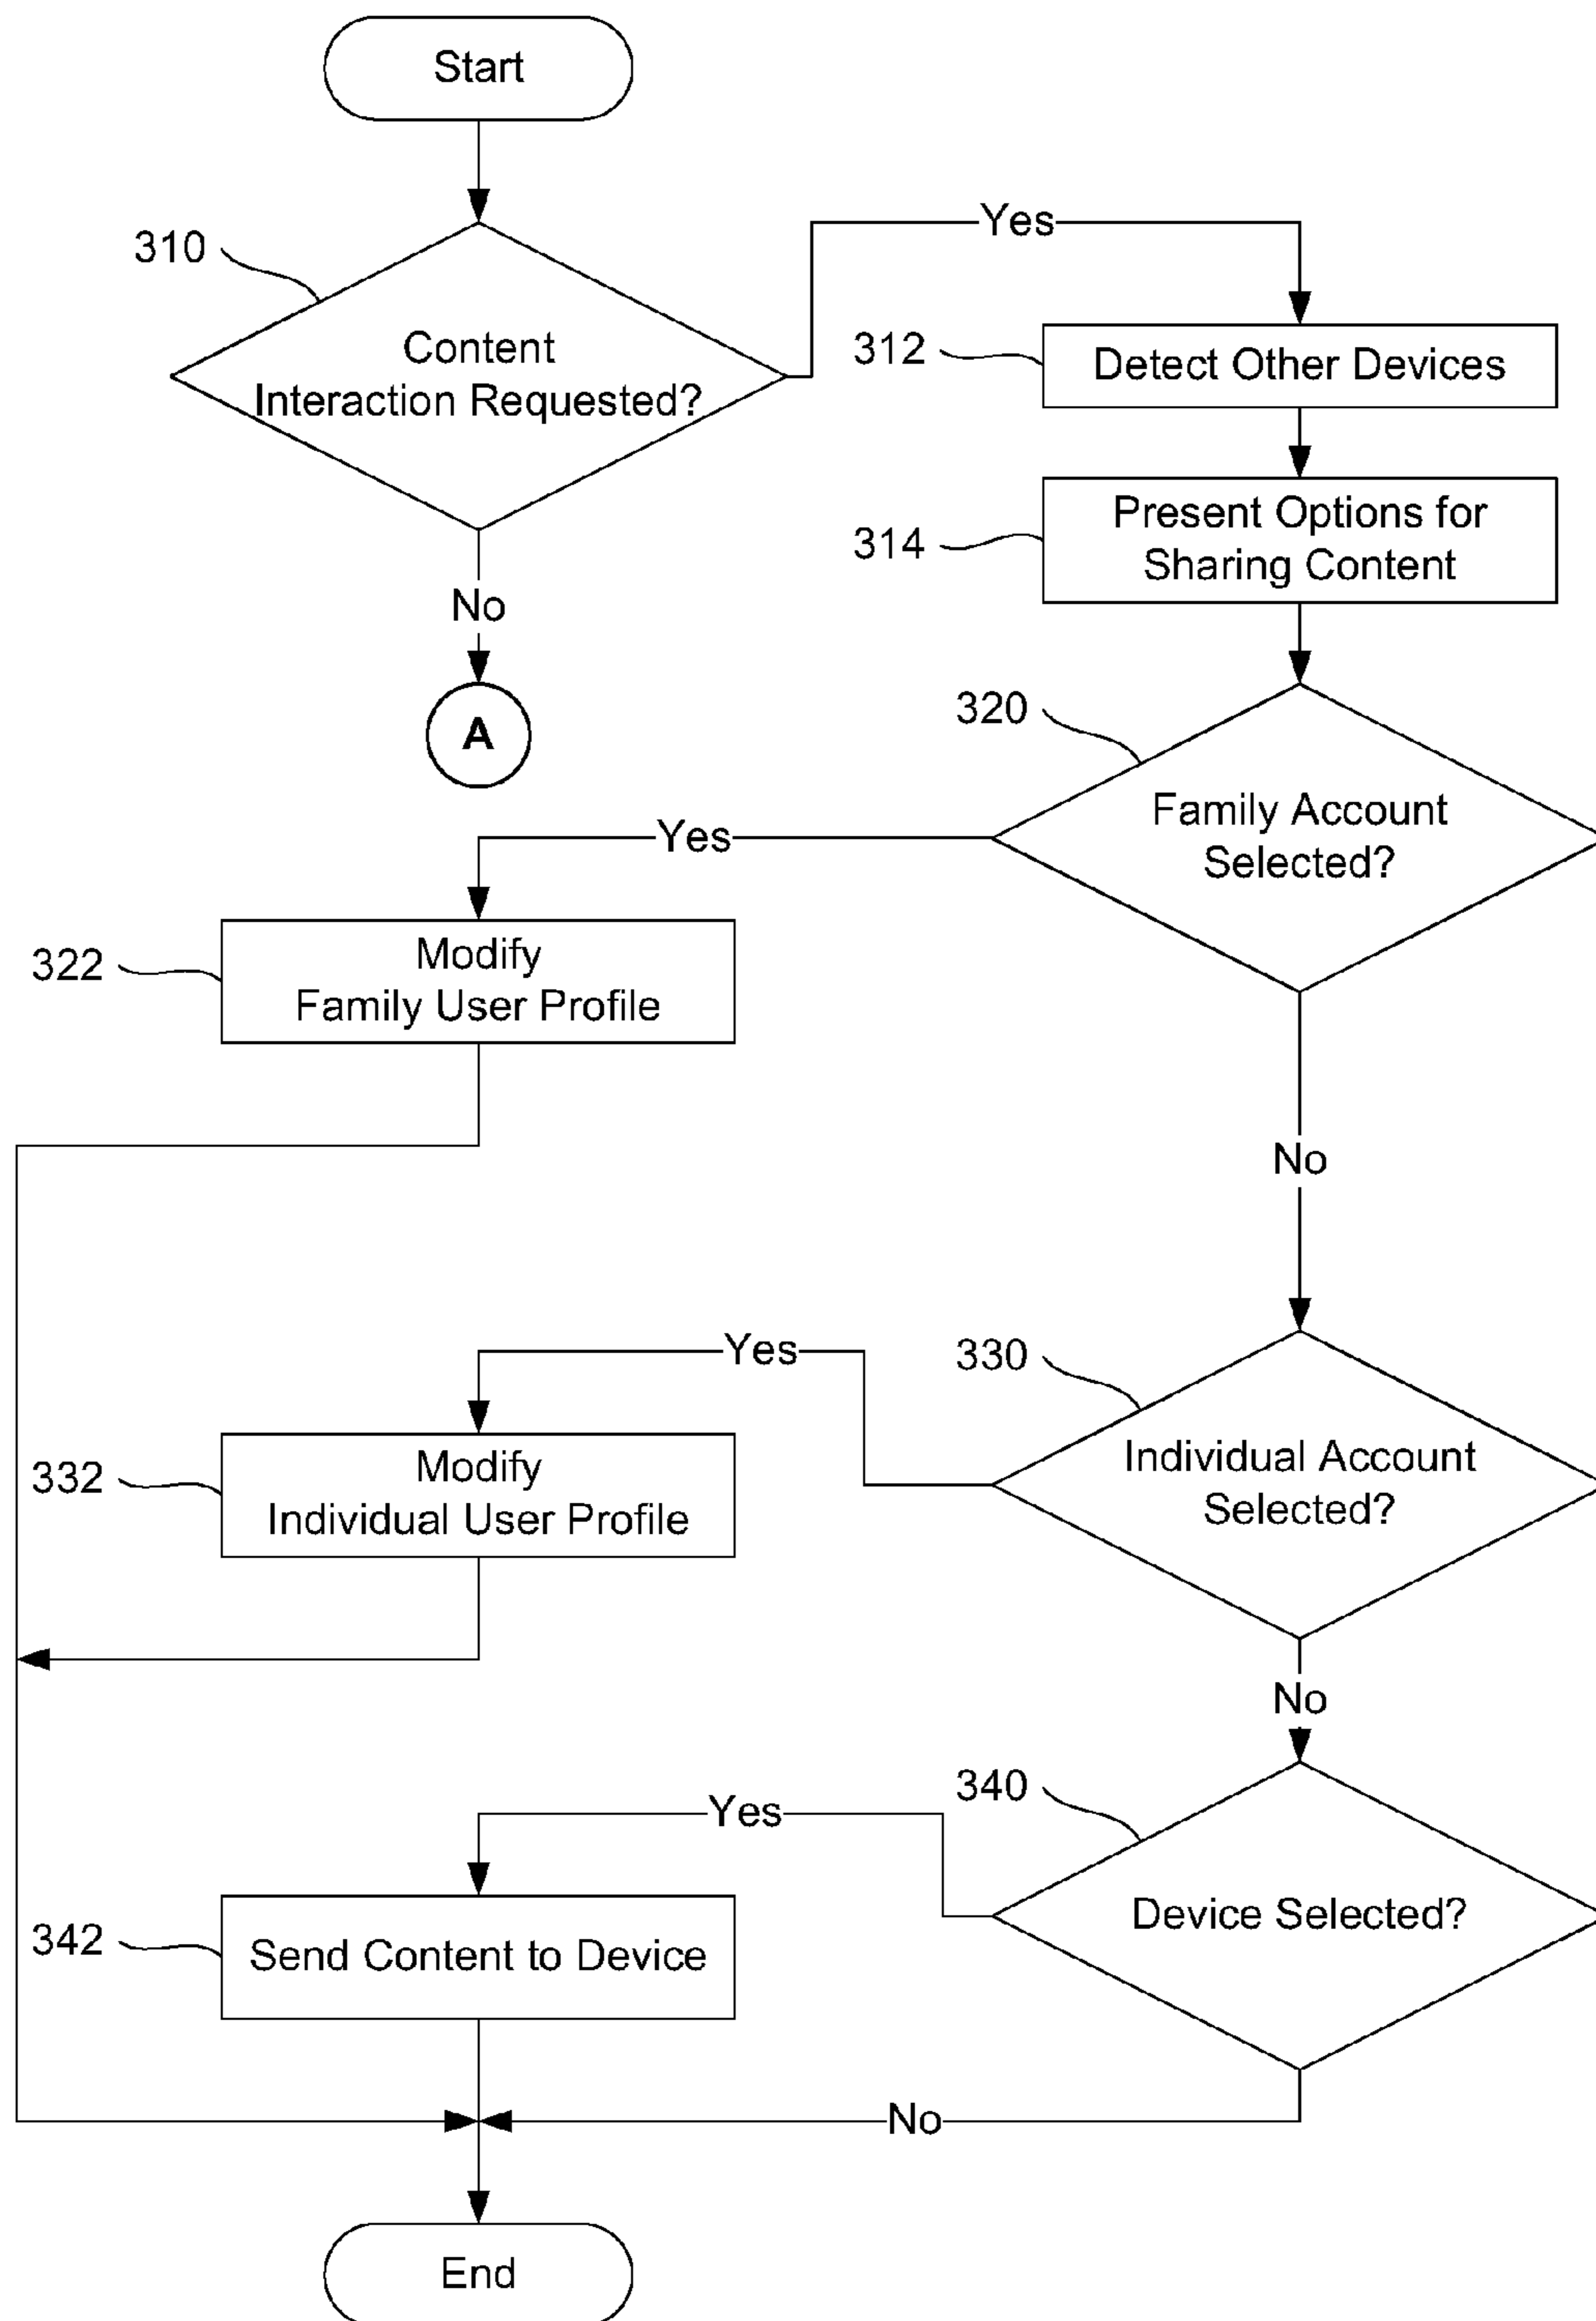 Start
310
Content
Interaction Requested?
Yes
312
Detect Other Devices
314
Present Options for
Sharing Content
No
A
320
Family Account
Selected?
Yes
322
Modify
Family User Profile
No
330
Individual Account
Selected?
Yes
332
Modify
Individual User Profile
No
340
Device Selected?
Yes
342
Send Content to Device
No
End